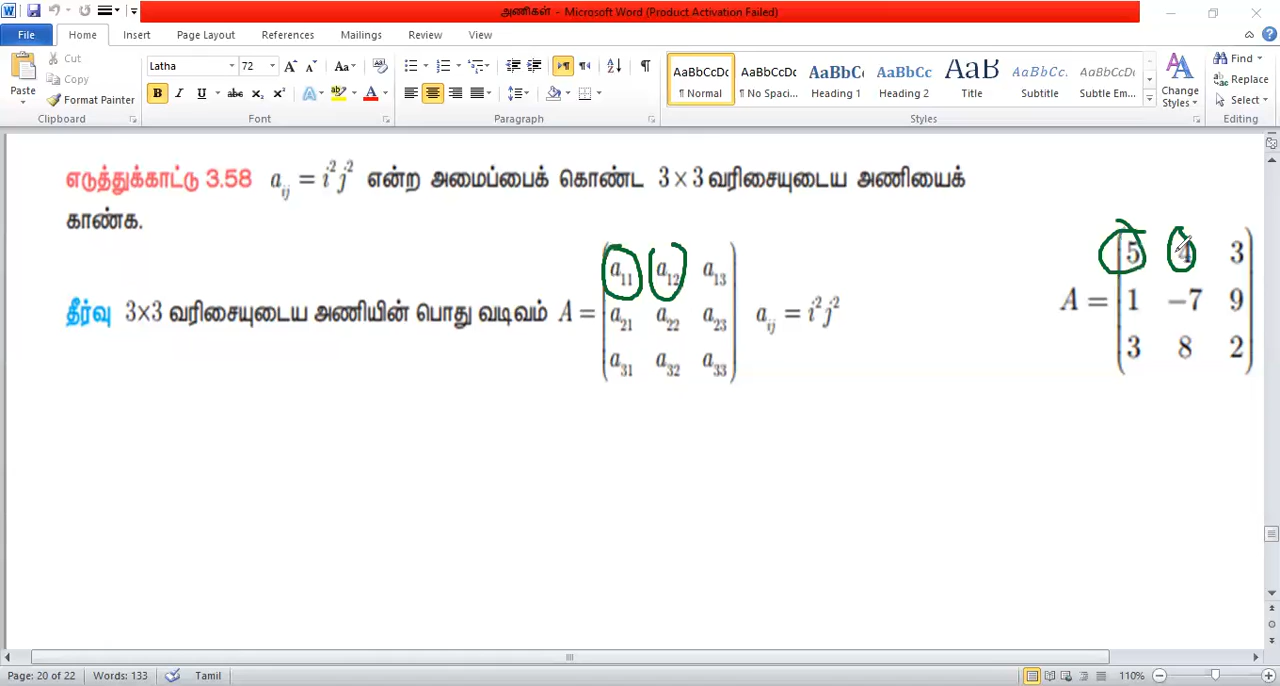 அணிகள் - Microsoft Word (Product Activation Failed)
File Home Insert Page Layout References Mailings Review View
Cut
Copy
Format Painter
Paste
Latha 72
AaBbCcDc AaBbCcDc AaBbC AaBbCc AaB AaBbCc. AaBbCcDc
¶ Normal ¶ No Spaci... Heading 1 Heading 2 Title Subtitle Subtle Em...
Change
Styles
Find
Replace
Select
Clipboard Font Paragraph Styles Editing
எடுத்துக்காட்டு 3.58 aᵢⱼ = i²j² என்ற அமைப்பைக் கொண்ட 3 × 3 வரிசையுடைய அணியைக்
காண்க.
தீர்வு 3×3 வரிசையுடைய அணியின் பொது வடிவம் A = aᵢⱼ = i²j²
a₁₁ a₁₂ a₁₃
a₂₁ a₂₂ a₂₃
a₃₁ a₃₂ a₃₃
A =
5 4 3
1 −7 9
3 8 2
Page: 20 of 22 Words: 133 Tamil 110%